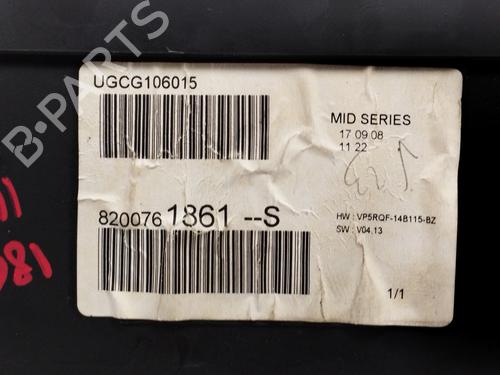 B-PARTS
UGCG106015
MID SERIES
17 09 08
11 22
8200761861 --S
HW : VP5RQF-14B115-BZ
SW : V04.13
1/1